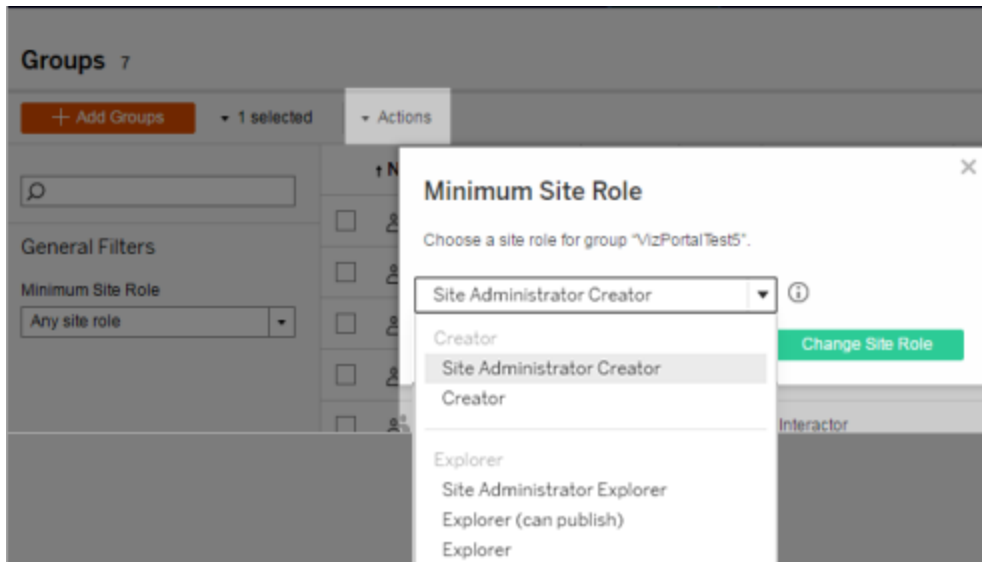 Groups 7
+ Add Groups
1 selected
Actions
↑ N
General Filters
Minimum Site Role
Any site role
Minimum Site Role
Choose a site role for group "VizPortalTest5".
Site Administrator Creator
Change Site Role
Creator
Site Administrator Creator
Creator
Interactor
Explorer
Site Administrator Explorer
Explorer (can publish)
Explorer